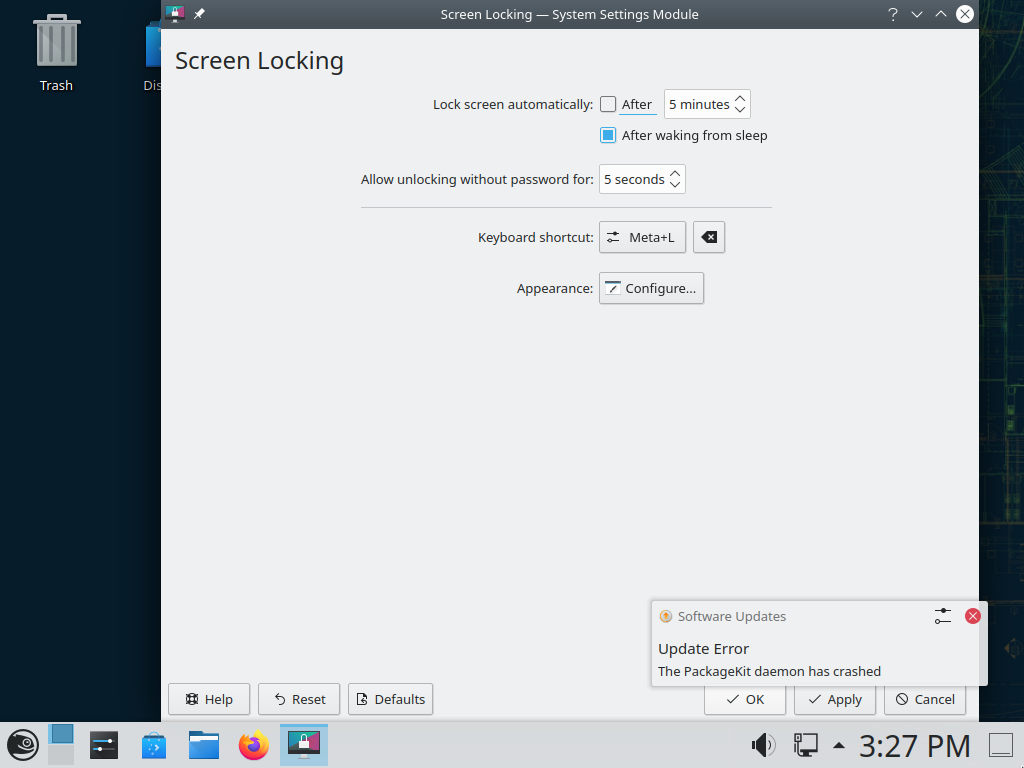 Trash
Dis
Screen Locking — System Settings Module
Screen Locking
Lock screen automatically: After 5 minutes
After waking from sleep
Allow unlocking without password for: 5 seconds
Keyboard shortcut: Meta+L
Appearance: Configure...
Software Updates
Update Error
The PackageKit daemon has crashed
Help Reset Defaults OK Apply Cancel
3:27 PM